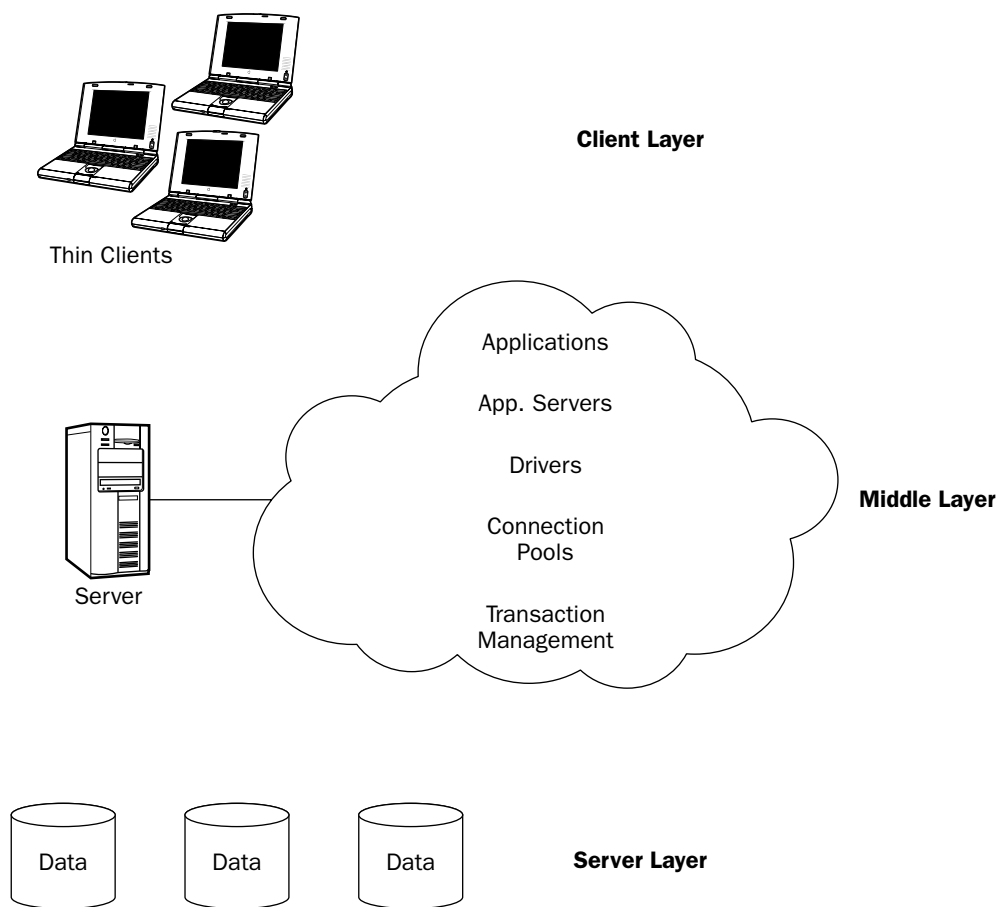 Client Layer
Thin Clients
Applications
App. Servers
Drivers
Connection
Pools
Middle Layer
Server
Transaction
Management
Data
Data
Data
Server Layer